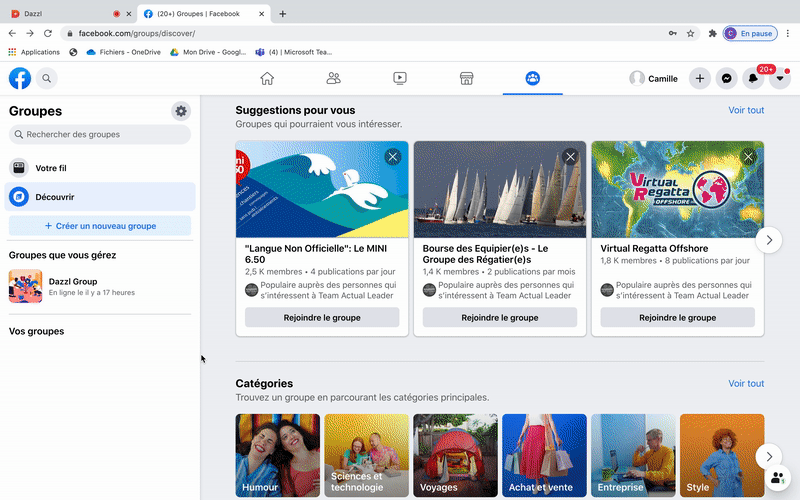 Dazzl
(20+) Groupes | Facebook
facebook.com/groups/discover/
En pause
Applications
Fichiers - OneDrive
Mon Drive - Googl...
(4) | Microsoft Tea...
Camille
20+
Groupes
Rechercher des groupes
Votre fil
Découvrir
+ Créer un nouveau groupe
Groupes que vous gérez
Dazzl Group
En ligne le il y a 17 heures
Vos groupes
Suggestions pour vous
Voir tout
Groupes qui pourraient vous intéresser.
"Langue Non Officielle": Le MINI
6.50
2,5 K membres • 4 publications par jour
Populaire auprès des personnes qui
s'intéressent à Team Actual Leader
Rejoindre le groupe
Bourse des Equipier(e)s - Le
Groupe des Régatier(e)s
1,4 K membres • 2 publications par mois
Populaire auprès des personnes qui
s'intéressent à Team Actual Leader
Rejoindre le groupe
VIRTUAL
REGATTA
OFFSHORE
Virtual Regatta Offshore
1,8 K membres • 8 publications par jour
Populaire auprès des personnes qui
s'intéressent à Team Actual Leader
Rejoindre le groupe
Catégories
Voir tout
Trouvez un groupe en parcourant les catégories principales.
Humour
Sciences et
technologie
Voyages
Achat et vente
Entreprise
Style